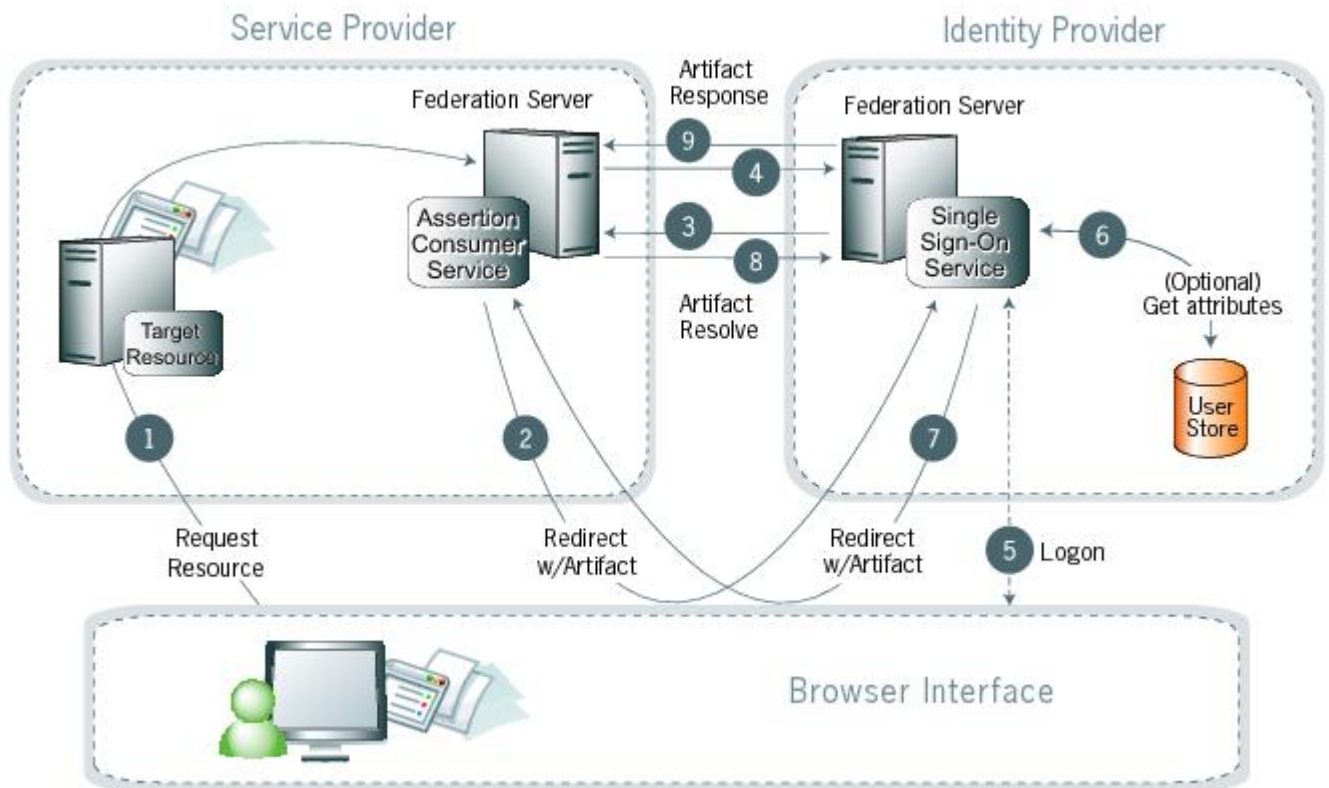 Service Provider
Identity Provider
Federation Server
Artifact
Response
Federation Server
9
4
3
8
Artifact
Resolve
Assertion
Consumer
Service
Single
Sign-On
Service
6
(Optional)
Get attributes
User
Store
Target
Resource
1
2
7
Request
Resource
Redirect
w/Artifact
Redirect
w/Artifact
5
Logon
Browser Interface